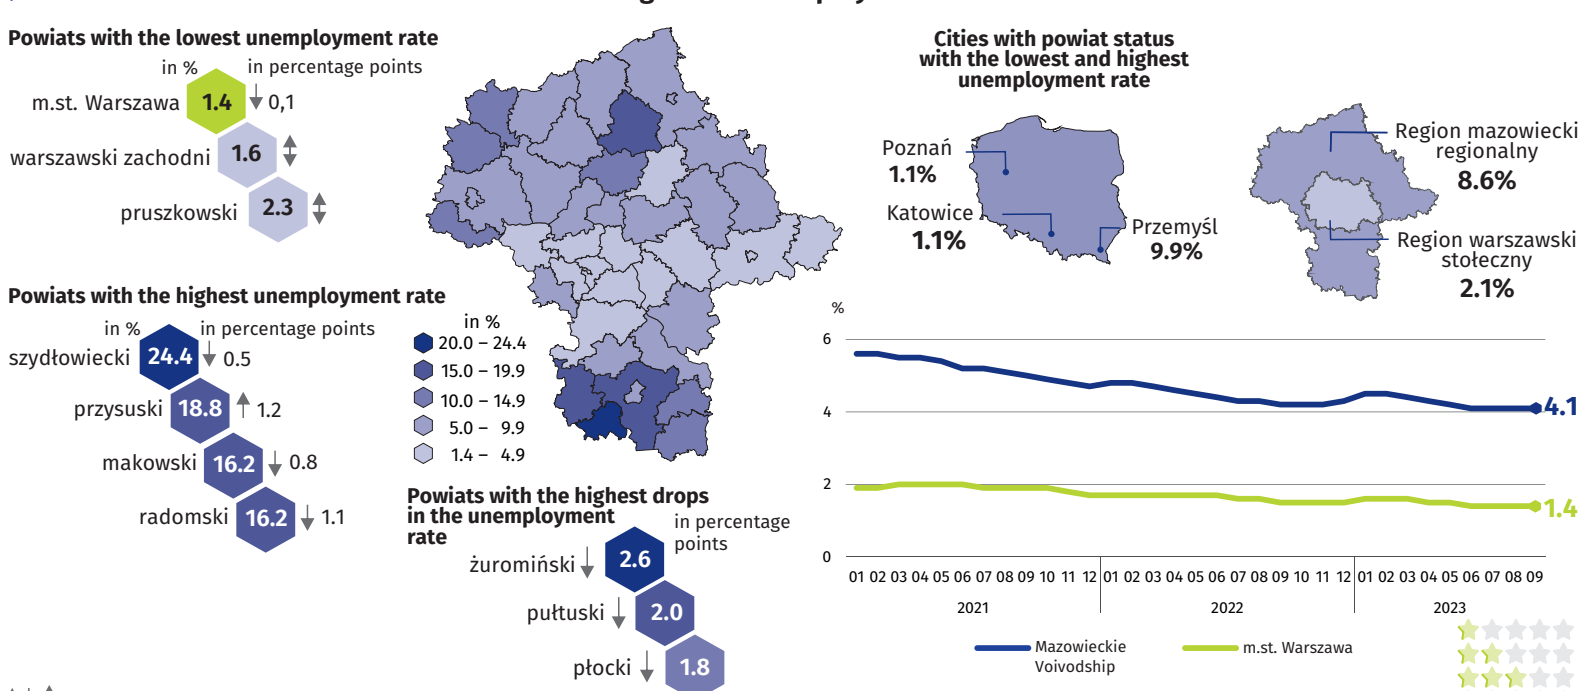 Powiats with the lowest unemployment rate
in %
in percentage points
m.st. Warszawa
1.4
0,1
warszawski zachodni
1.6
pruszkowski
2.3
Powiats with the highest unemployment rate
in %
in percentage points
szydłowiecki
24.4
0.5
przysuski
18.8
1.2
makowski
16.2
0.8
radomski
16.2
1.1
in %
20.0 – 24.4
15.0 – 19.9
10.0 – 14.9
5.0 – 9.9
1.4 – 4.9
Powiats with the highest drops
in the unemployment
rate
in percentage
points
żuromiński
2.6
pułtuski
2.0
płocki
1.8
Cities with powiat status
with the lowest and highest
unemployment rate
Poznań
1.1%
Katowice
1.1%
Przemyśl
9.9%
Region mazowiecki
regionalny
8.6%
Region warszawski
stołeczny
2.1%
%
6
4
2
0
4.1
1.4
01 02 03 04 05 06 07 08 09 10 11 12 01 02 03 04 05 06 07 08 09 10 11 12 01 02 03 04 05 06 07 08 09
2021
2022
2023
Mazowieckie
Voivodship
m.st. Warszawa